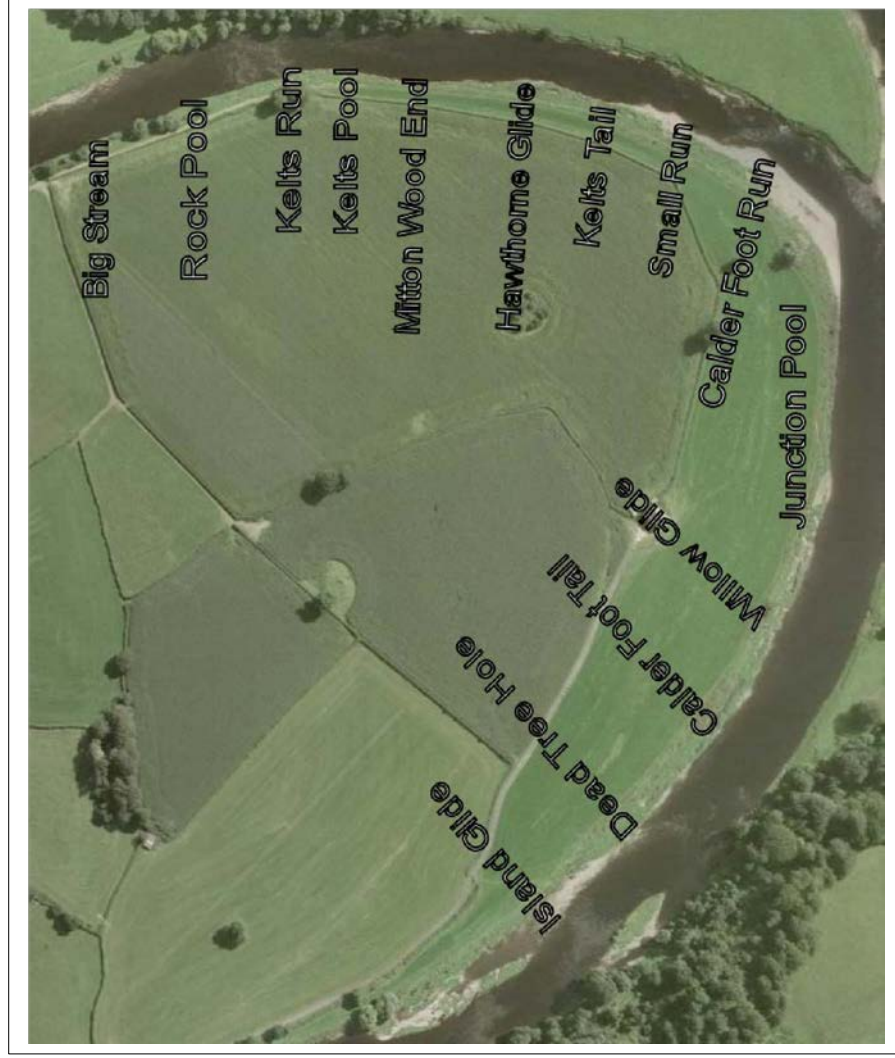 Big Stream
Rock Pool
Kelts Run
Kelts Pool
Mitton Wood End
Hawthorne Glide
Kelts Tail
Small Run
Calder Foot Run
Junction Pool
Willow Glide
Calder Foot Tail
Dead Tree Hole
Island Glide